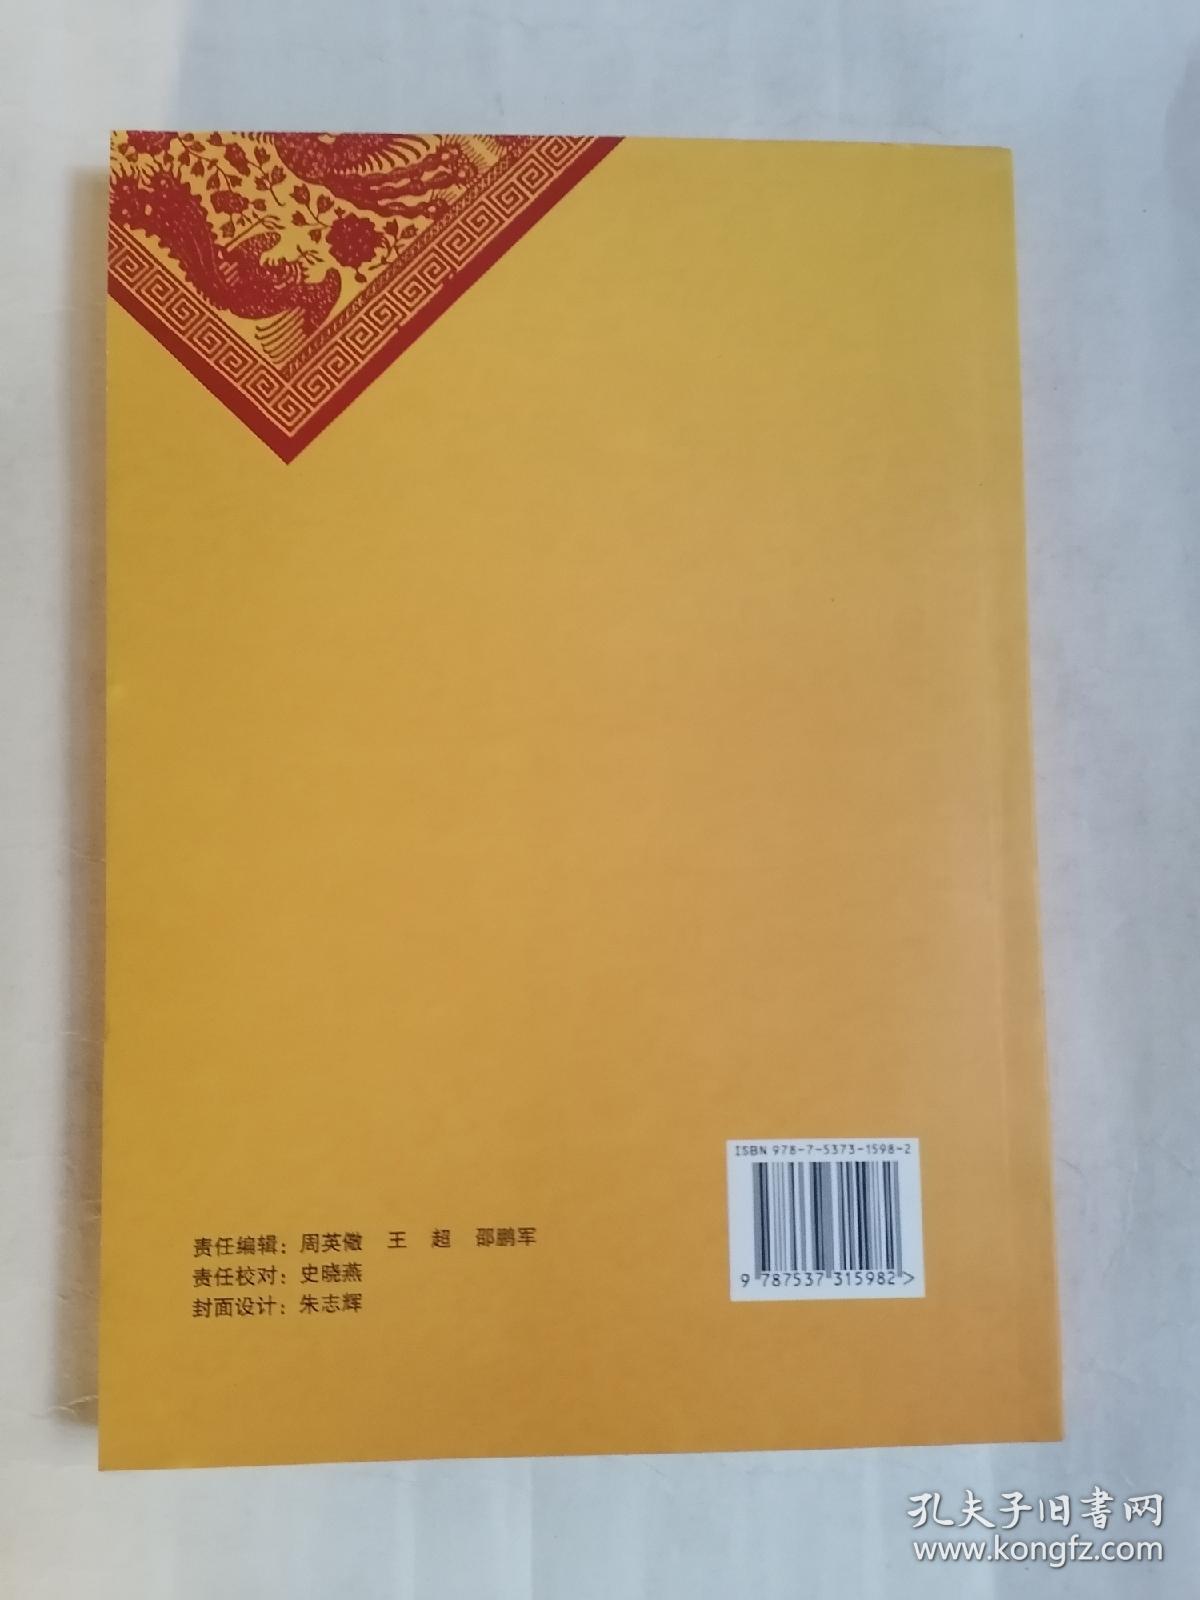 ISBN 978-7-5373-1598-2
9 787537 315982 >
责任编辑：周英儆 王 超 邵鹏军
责任校对：史晓燕
封面设计：朱志辉
孔夫子旧书网
www.kongfz.com